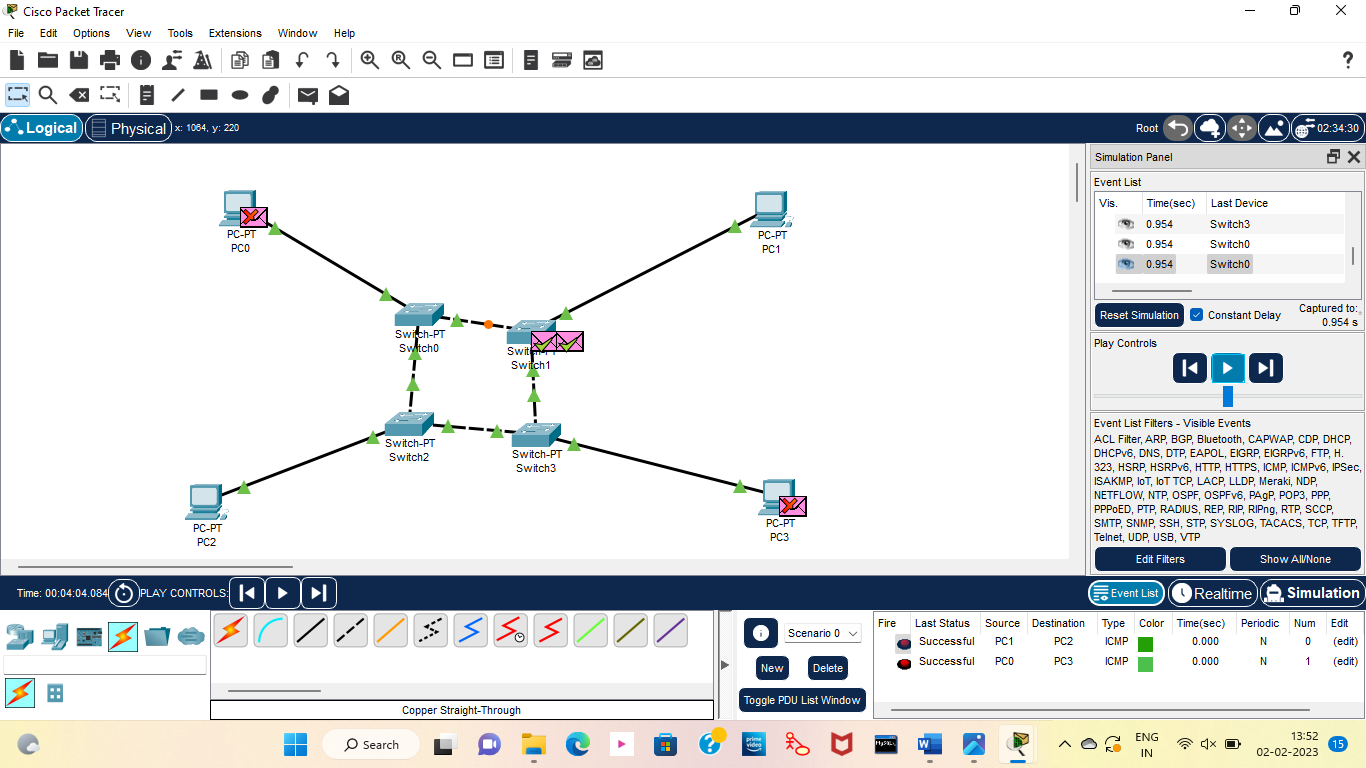 Cisco Packet Tracer
File Edit Options View Tools Extensions Window Help
Logical Physical x: 1064, y: 220 Root 02:34:30
Simulation Panel
Event List
Vis. Time(sec) Last Device
0.954 Switch3
0.954 Switch0
0.954 Switch0
Reset Simulation Constant Delay Captured to:
0.954 s
Play Controls
Event List Filters - Visible Events
ACL Filter, ARP, BGP, Bluetooth, CAPWAP, CDP, DHCP,
DHCPv6, DNS, DTP, EAPOL, EIGRP, EIGRPv6, FTP, H.
323, HSRP, HSRPv6, HTTP, HTTPS, ICMP, ICMPv6, IPSec,
ISAKMP, IoT, IoT TCP, LACP, LLDP, Meraki, NDP,
NETFLOW, NTP, OSPF, OSPFv6, PAgP, POP3, PPP,
PPPoED, PTP, RADIUS, REP, RIP, RIPng, RTP, SCCP,
SMTP, SNMP, SSH, STP, SYSLOG, TACACS, TCP, TFTP,
Telnet, UDP, USB, VTP
Edit Filters Show All/None
PC-PT
PC0
PC-PT
PC1
Switch-PT
Switch0
Switch-PT
Switch1
Switch-PT
Switch2
Switch-PT
Switch3
PC-PT
PC2
PC-PT
PC3
Time: 00:04:04.084 PLAY CONTROLS: Event List Realtime Simulation
Copper Straight-Through
Scenario 0
New Delete
Toggle PDU List Window
Fire Last Status Source Destination Type Color Time(sec) Periodic Num Edit
Successful PC1 PC2 ICMP 0.000 N 0 (edit)
Successful PC0 PC3 ICMP 0.000 N 1 (edit)
Search
prime video
MySQL
ENG
IN
13:52
02-02-2023
15